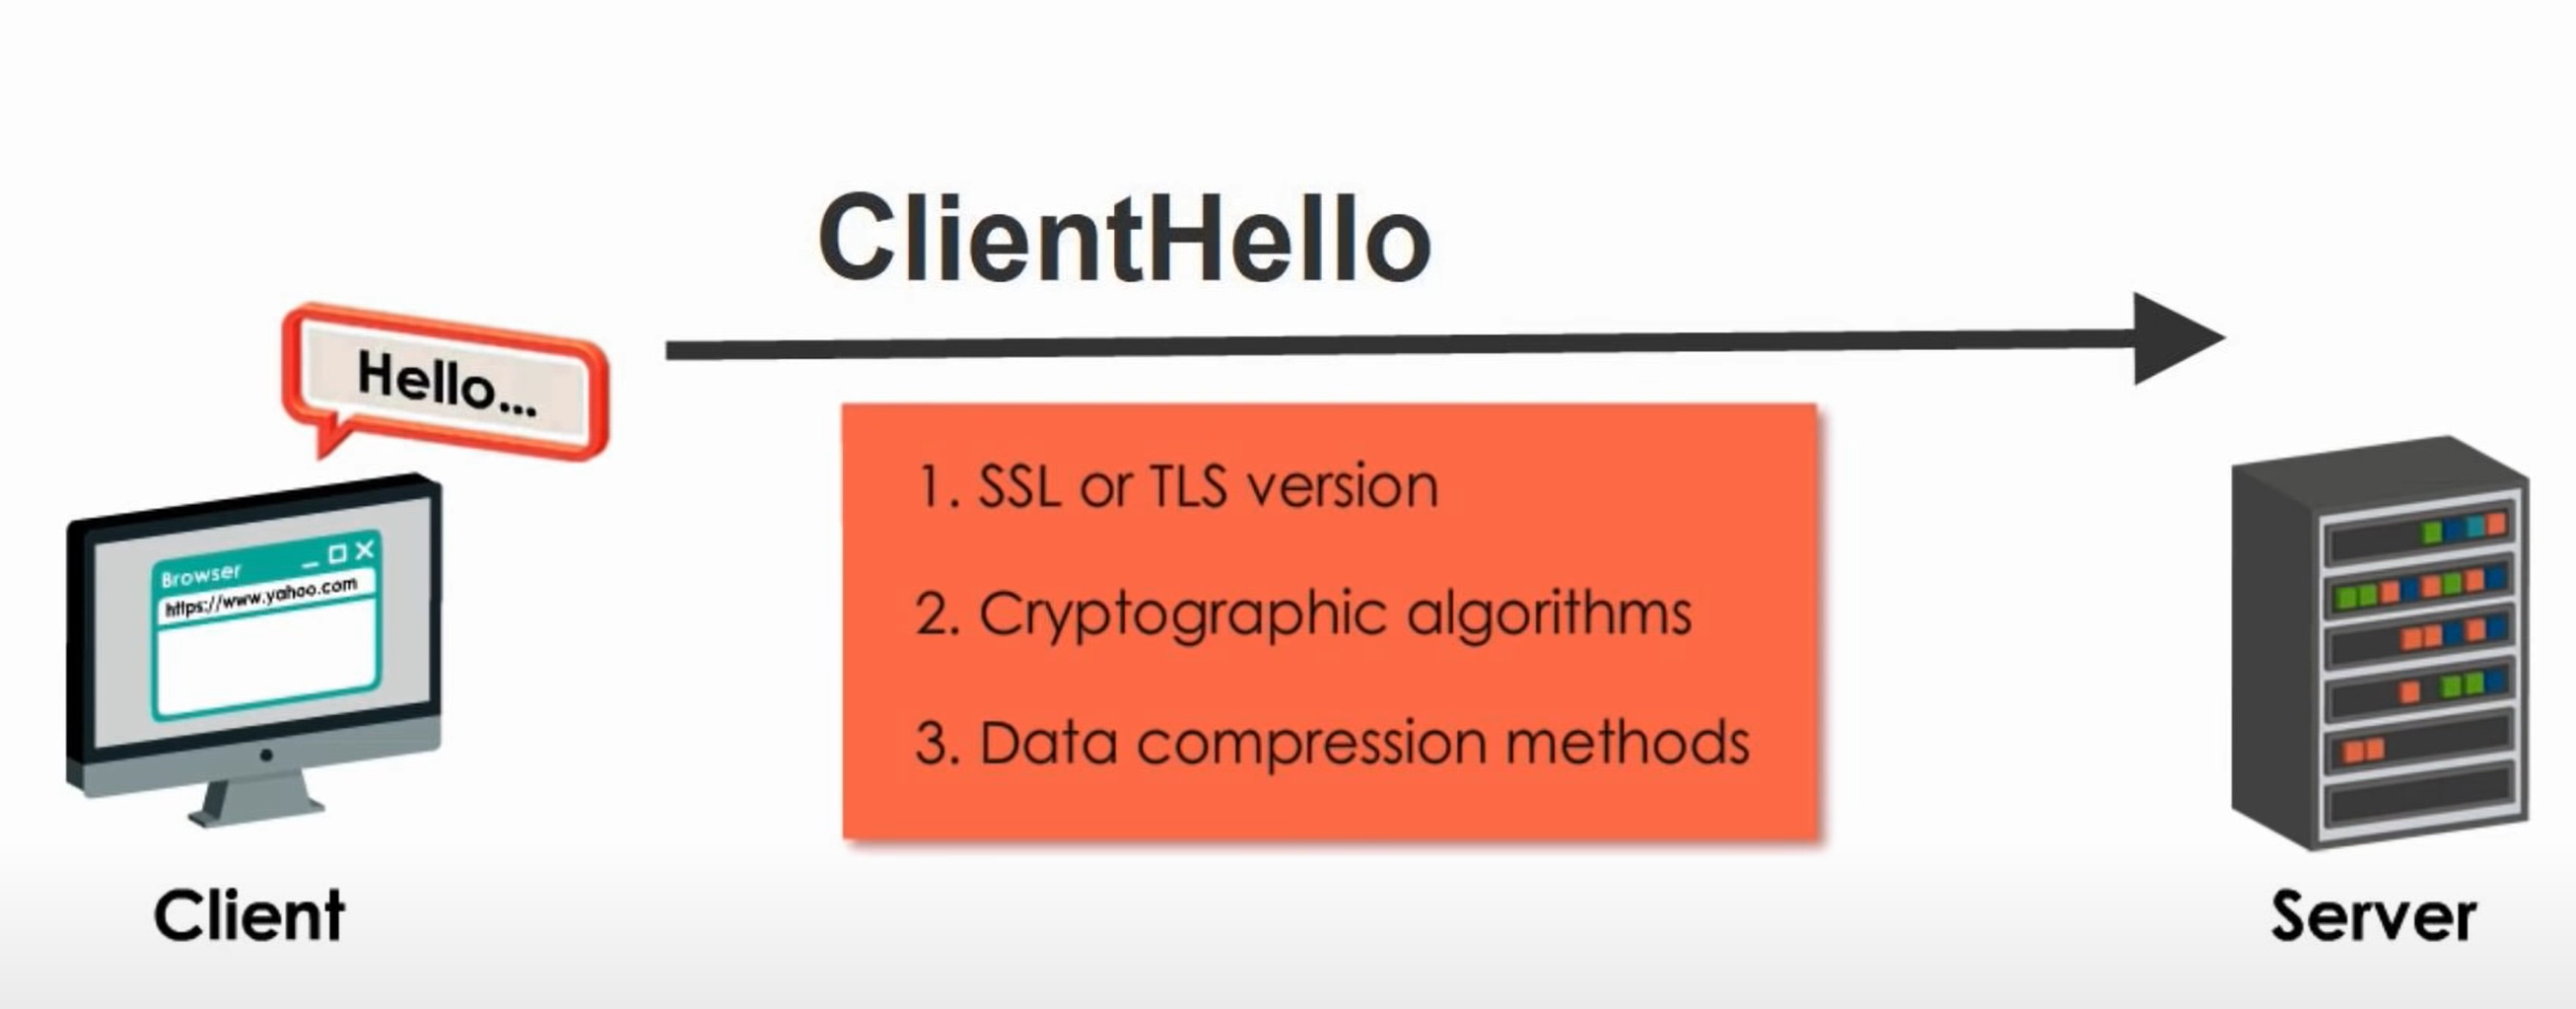 ClientHello
Hello...
1. SSL or TLS version
2. Cryptographic algorithms
3. Data compression methods
Browser
https://www.yahoo.com
Client
Server